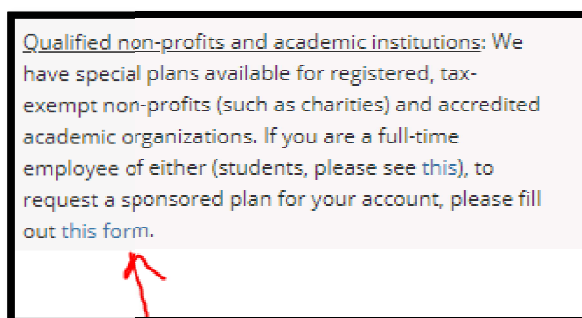 Qualified non-profits and academic institutions: We
have special plans available for registered, tax-
exempt non-profits (such as charities) and accredited
academic organizations. If you are a full-time
employee of either (students, please see this), to
request a sponsored plan for your account, please fill
out this form.